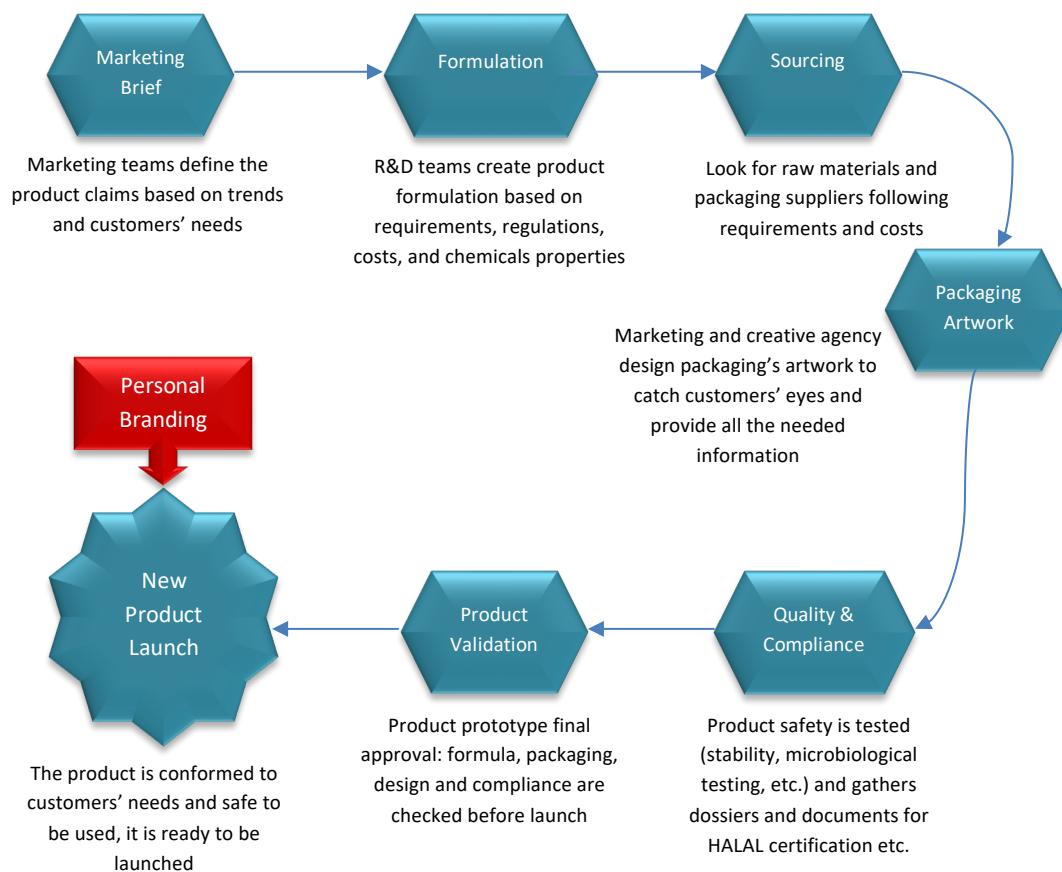 Marketing
Brief
Marketing teams define the
product claims based on trends
and customers’ needs
Formulation
R&D teams create product
formulation based on
requirements, regulations,
costs, and chemicals properties
Sourcing
Look for raw materials and
packaging suppliers following
requirements and costs
Packaging
Artwork
Marketing and creative agency
design packaging’s artwork to
catch customers’ eyes and
provide all the needed
information
Quality &
Compliance
Product safety is tested
(stability, microbiological
testing, etc.) and gathers
dossiers and documents for
HALAL certification etc.
Product
Validation
Product prototype final
approval: formula, packaging,
design and compliance are
checked before launch
Personal
Branding
New
Product
Launch
The product is conformed to
customers’ needs and safe to
be used, it is ready to be
launched